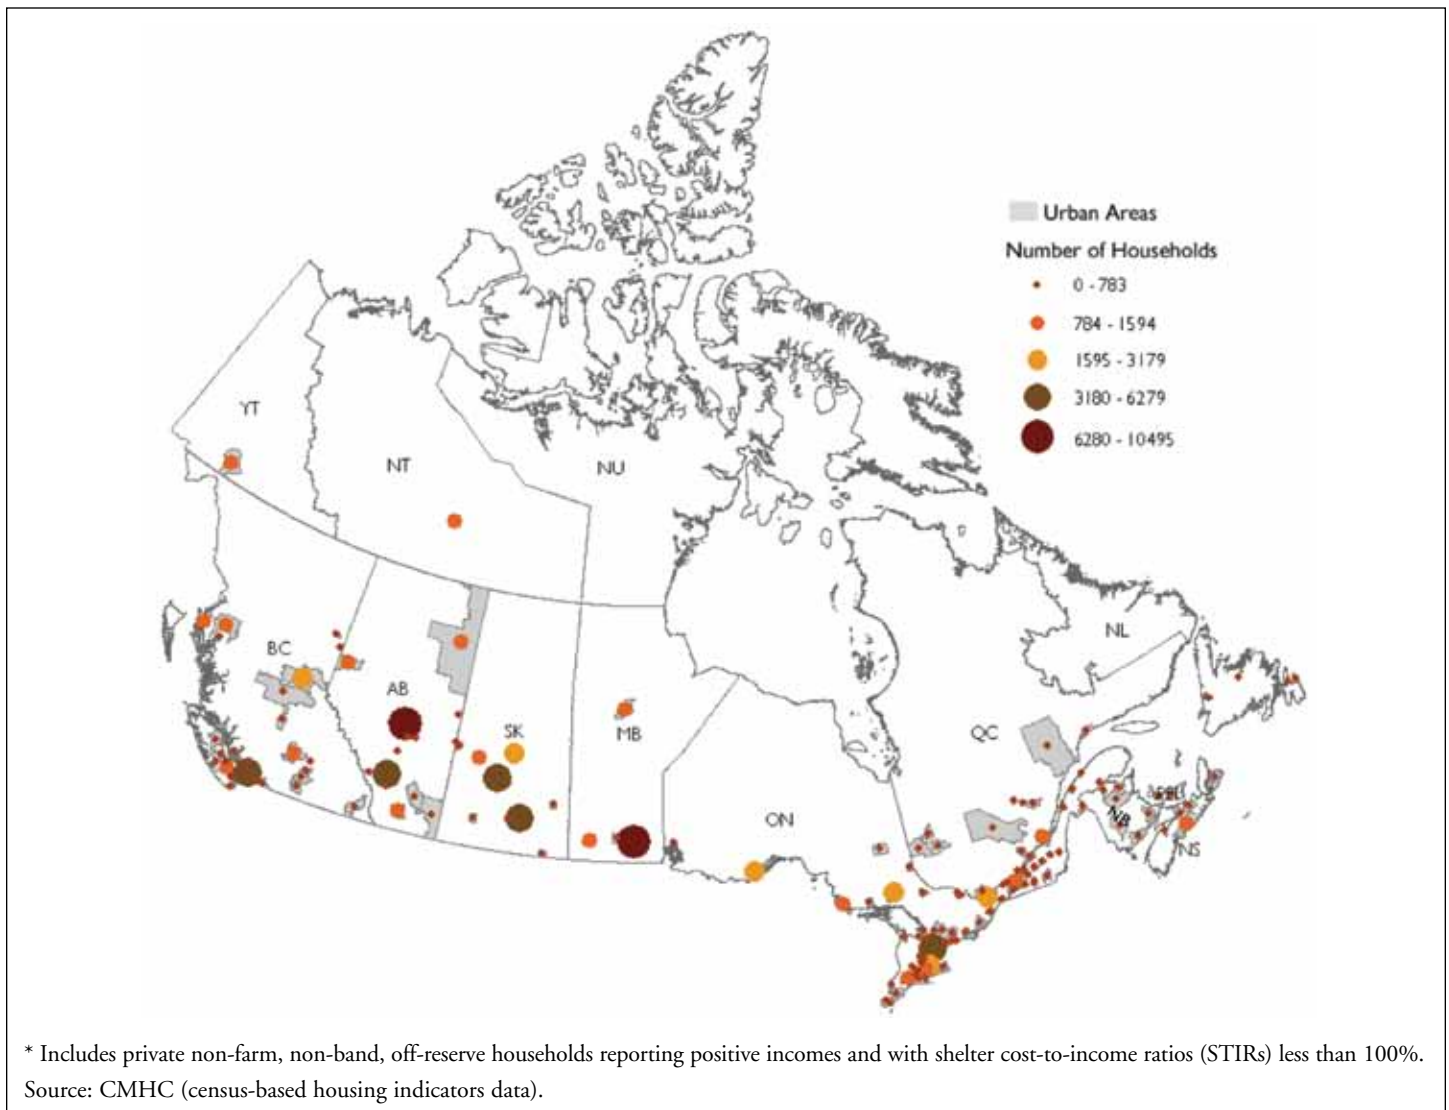 Urban Areas
Number of Households
0 - 783
784 - 1594
1595 - 3179
3180 - 6279
6280 - 10495
YT
NT
NU
BC
AB
SK
MB
NL
QC
ON
NB
NS
* Includes private non-farm, non-band, off-reserve households reporting positive incomes and with shelter cost-to-income ratios (STIRs) less than 100%.
Source: CMHC (census-based housing indicators data).